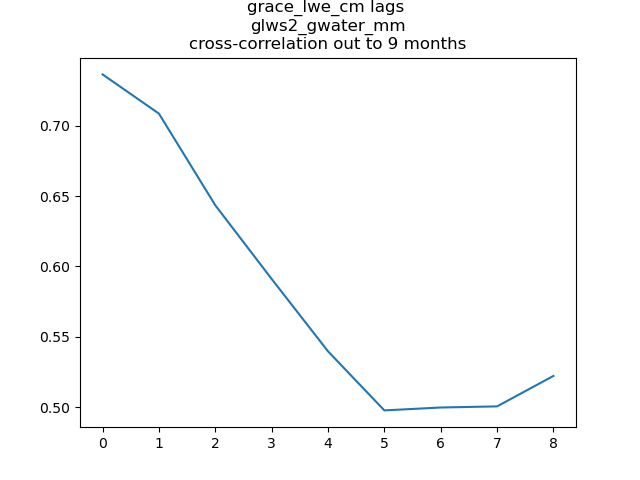 grace_lwe_cm lags
glws2_gwater_mm
cross-correlation out to 9 months
0.70
0.65
0.60
0.55
0.50
0 1 2 3 4 5 6 7 8